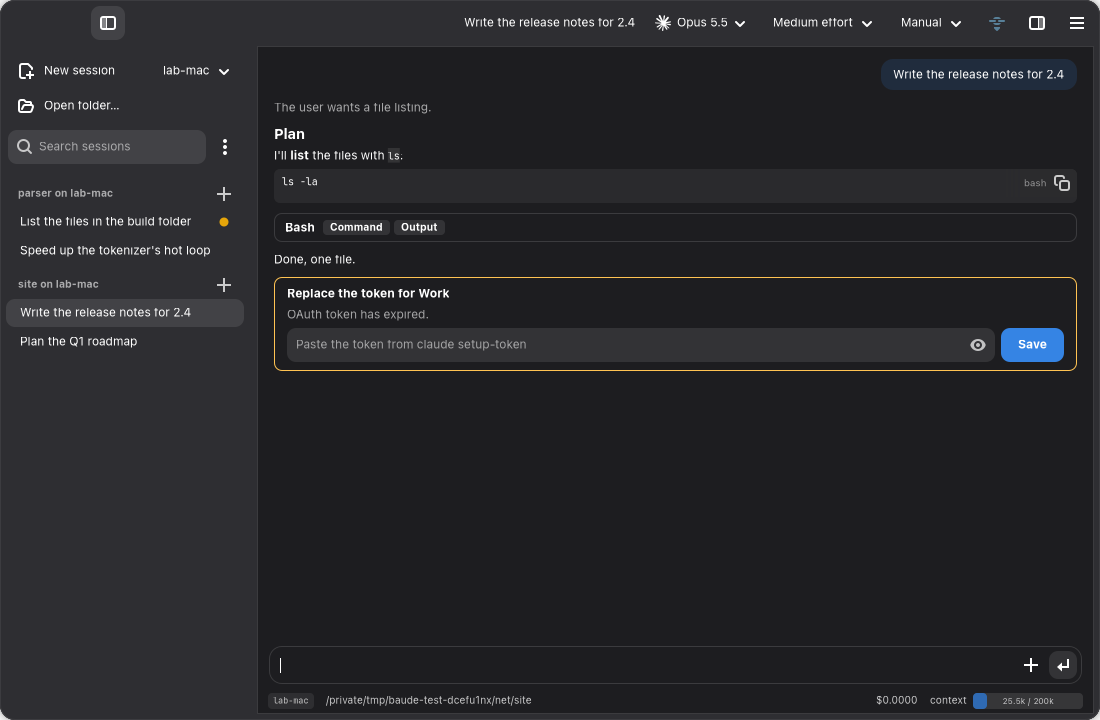 Write the release notes for 2.4
Opus 5.5
Medium effort
Manual
New session
lab-mac
Open folder...
Search sessions
parser on lab-mac
List the files in the build folder
Speed up the tokenizer's hot loop
site on lab-mac
Write the release notes for 2.4
Plan the Q1 roadmap
Write the release notes for 2.4
The user wants a file listing.
Plan
I'll list the files with ls.
ls -la
bash
Bash Command Output
Done, one file.
Replace the token for Work
OAuth token has expired.
Paste the token from claude setup-token
Save
lab-mac /private/tmp/baude-test-dcefu1nx/net/site
$0.0000 context 25.5k / 200k